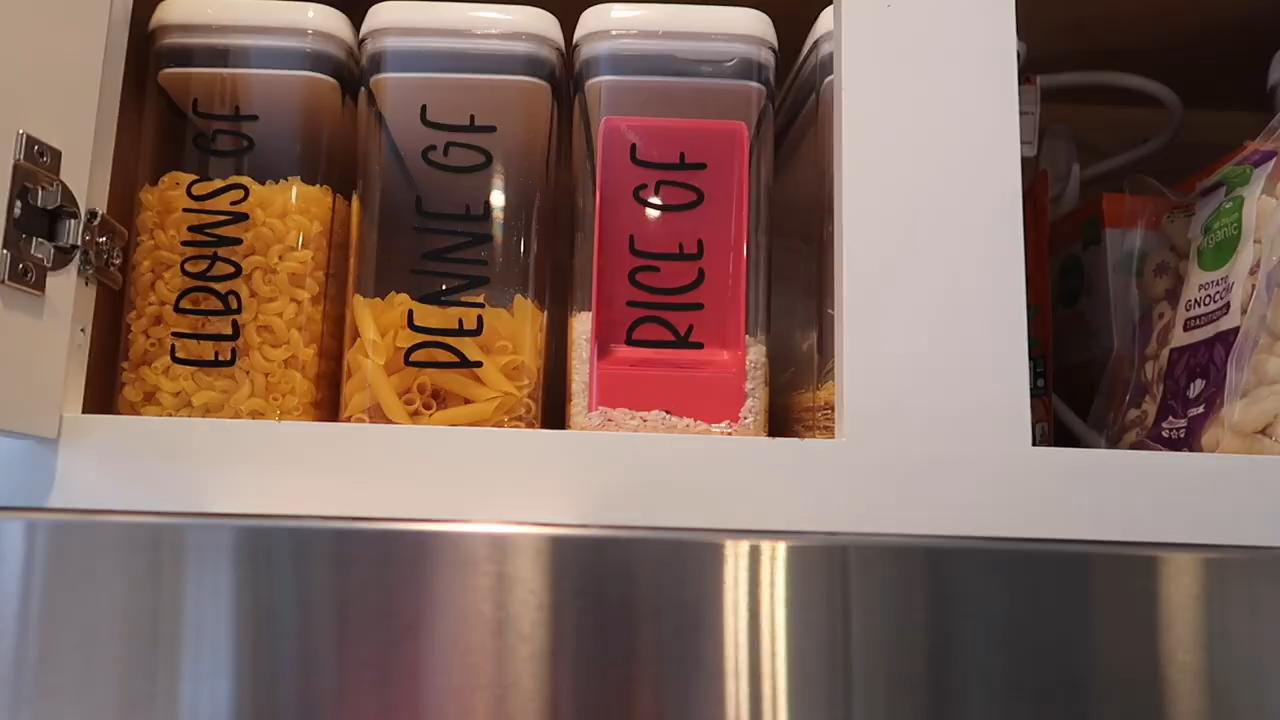 ELBOWS GF
PENNE GF
RICE GF
organic
POTATO
GNOCCHI
TRADITIONAL